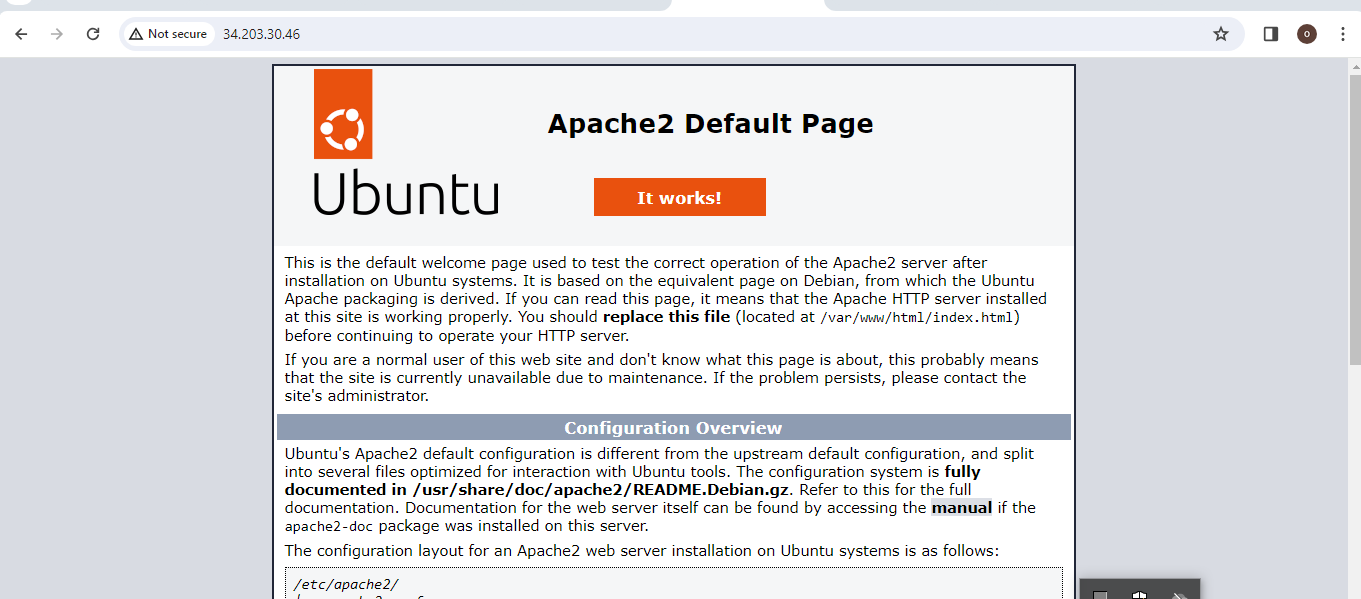 Not secure 34.203.30.46
O
Apache2 Default Page
Ubuntu
It works!
This is the default welcome page used to test the correct operation of the Apache2 server after
installation on Ubuntu systems. It is based on the equivalent page on Debian, from which the Ubuntu
Apache packaging is derived. If you can read this page, it means that the Apache HTTP server installed
at this site is working properly. You should replace this file (located at /var/www/html/index.html)
before continuing to operate your HTTP server.
If you are a normal user of this web site and don't know what this page is about, this probably means
that the site is currently unavailable due to maintenance. If the problem persists, please contact the
site's administrator.
Configuration Overview
Ubuntu's Apache2 default configuration is different from the upstream default configuration, and split
into several files optimized for interaction with Ubuntu tools. The configuration system is fully
documented in /usr/share/doc/apache2/README.Debian.gz. Refer to this for the full
documentation. Documentation for the web server itself can be found by accessing the manual if the
apache2-doc package was installed on this server.
The configuration layout for an Apache2 web server installation on Ubuntu systems is as follows:
/etc/apache2/